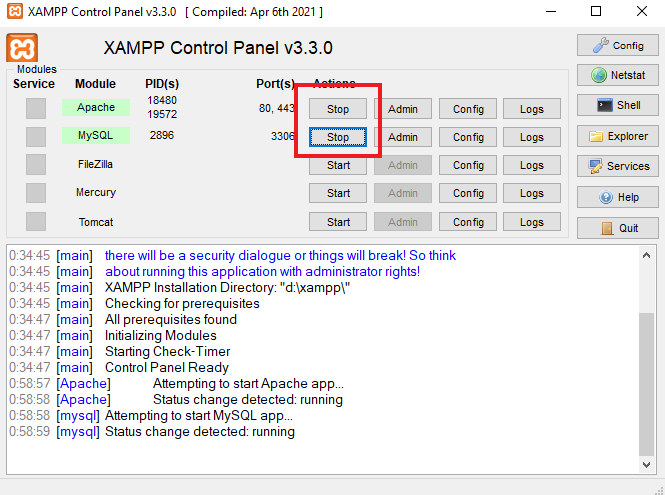 XAMPP Control Panel v3.3.0 [ Compiled: Apr 6th 2021 ]
XAMPP Control Panel v3.3.0
Config
Modules
Service Module PID(s) Port(s) Actions
Netstat
Apache 18480 19572 80, 443 Stop Admin Config Logs
Shell
MySQL 2896 3306 Stop Admin Config Logs
Explorer
FileZilla Start Admin Config Logs
Services
Mercury Start Admin Config Logs
Help
Tomcat Start Admin Config Logs
Quit
0:34:45 [main] there will be a security dialogue or things will break! So think
0:34:45 [main] about running this application with administrator rights!
0:34:45 [main] XAMPP Installation Directory: "d:\xampp\"
0:34:45 [main] Checking for prerequisites
0:34:47 [main] All prerequisites found
0:34:47 [main] Initializing Modules
0:34:47 [main] Starting Check-Timer
0:34:47 [main] Control Panel Ready
0:58:57 [Apache] Attempting to start Apache app...
0:58:58 [Apache] Status change detected: running
0:58:58 [mysql] Attempting to start MySQL app...
0:58:59 [mysql] Status change detected: running